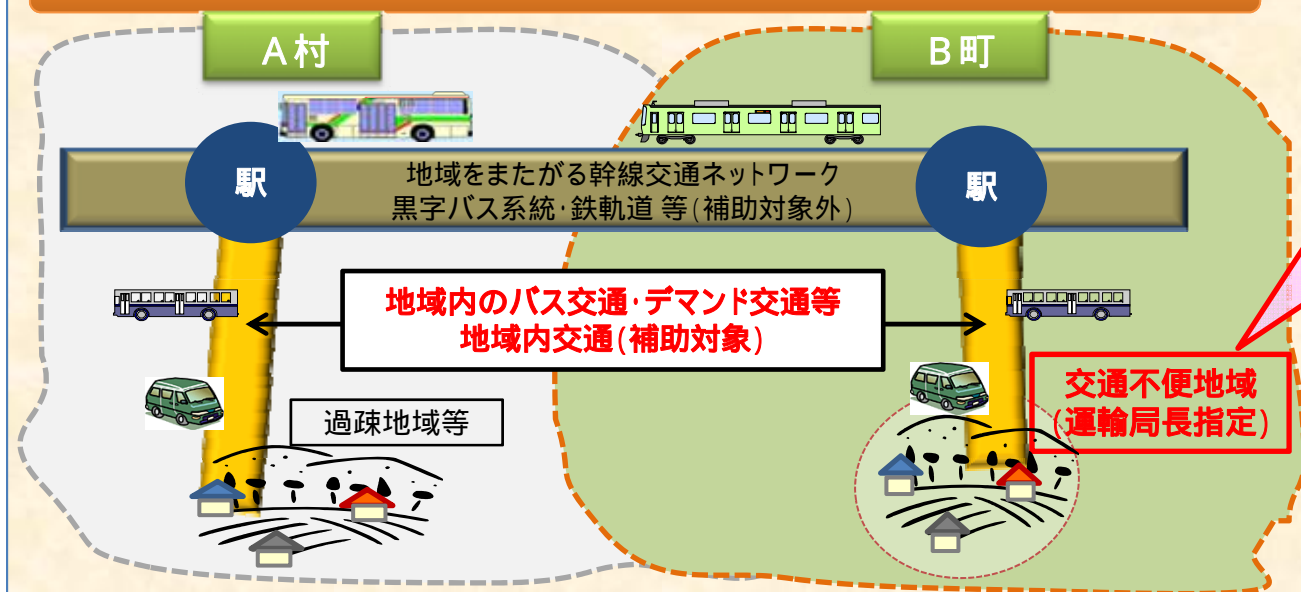 A村
B町
駅
地域をまたがる幹線交通ネットワーク
黒字バス系統・鉄軌道 等(補助対象外)
駅
地域内のバス交通・デマンド交通等
地域内交通(補助対象)
過疎地域等
交通不便地域
(運輸局長指定)